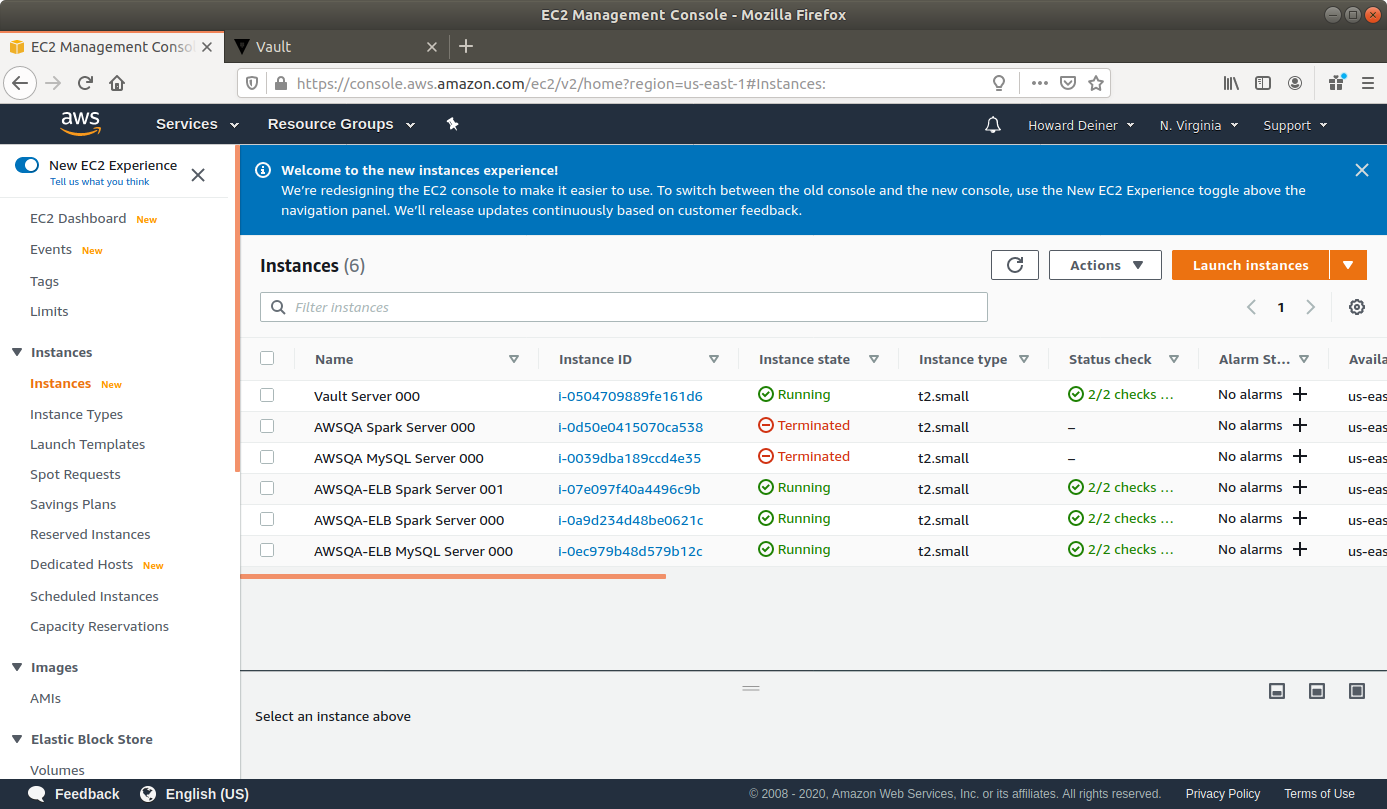 EC2 Management Console - Mozilla Firefox
EC2 Management Conso
Vault
https://console.aws.amazon.com/ec2/v2/home?region=us-east-1#Instances:
aws
Services
Resource Groups
Howard Deiner
N. Virginia
Support
New EC2 Experience
Tell us what you think
EC2 Dashboard New
Events New
Tags
Limits
Instances
Instances New
Instance Types
Launch Templates
Spot Requests
Savings Plans
Reserved Instances
Dedicated Hosts New
Scheduled Instances
Capacity Reservations
Images
AMIs
Elastic Block Store
Volumes
Welcome to the new instances experience!
We're redesigning the EC2 console to make it easier to use. To switch between the old console and the new console, use the New EC2 Experience toggle above the
navigation panel. We'll release updates continuously based on customer feedback.
Instances (6)
Actions
Launch instances
Filter instances
1
Name Instance ID Instance state Instance type Status check Alarm St... Availa
Vault Server 000 i-0504709889fe161d6 Running t2.small 2/2 checks ... No alarms + us-eas
AWSQA Spark Server 000 i-0d50e0415070ca538 Terminated t2.small – No alarms + us-eas
AWSQA MySQL Server 000 i-0039dba189ccd4e35 Terminated t2.small – No alarms + us-eas
AWSQA-ELB Spark Server 001 i-07e097f40a4496c9b Running t2.small 2/2 checks ... No alarms + us-eas
AWSQA-ELB Spark Server 000 i-0a9d234d48be0621c Running t2.small 2/2 checks ... No alarms + us-eas
AWSQA-ELB MySQL Server 000 i-0ec979b48d579b12c Running t2.small 2/2 checks ... No alarms + us-eas
Select an instance above
Feedback
English (US)
© 2008 - 2020, Amazon Web Services, Inc. or its affiliates. All rights reserved.
Privacy Policy
Terms of Use